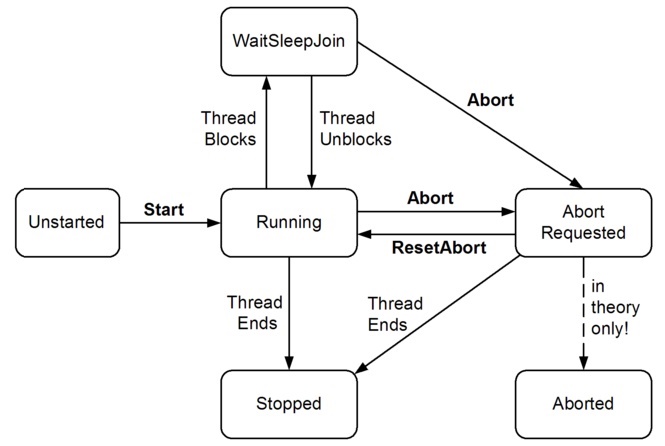 WaitSleepJoin
Abort
Thread
Blocks
Thread
Unblocks
Unstarted
Start
Running
Abort
ResetAbort
Abort
Requested
Thread
Ends
Thread
Ends
in
theory
only!
Stopped
Aborted